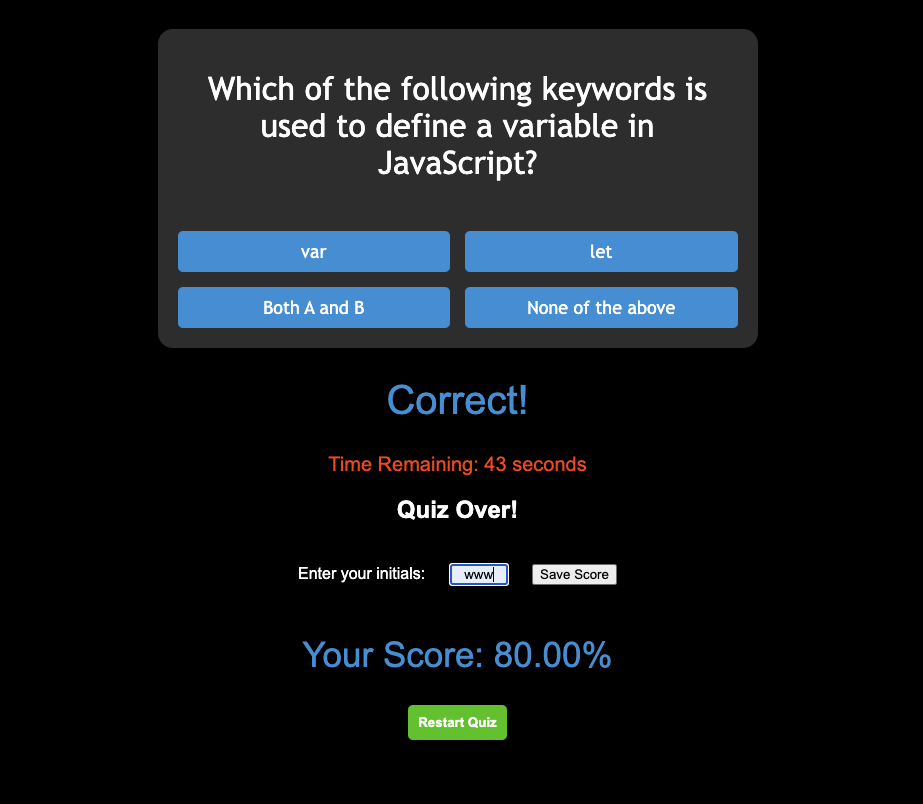 Which of the following keywords is
used to define a variable in
JavaScript?
var
let
Both A and B
None of the above
Correct!
Time Remaining: 43 seconds
Quiz Over!
Enter your initials: www Save Score
Your Score: 80.00%
Restart Quiz